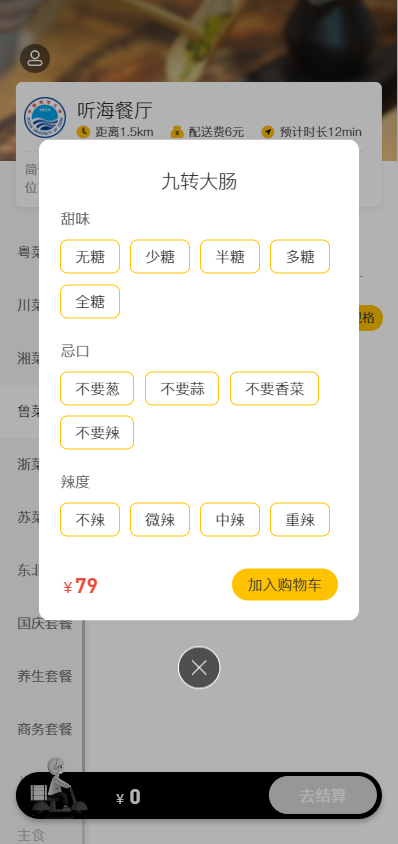 听海餐厅
距离1.5km 配送费6元 预计时长12min
简
位
九转大肠
甜味
无糖 少糖 半糖 多糖
全糖
忌口
不要葱 不要蒜 不要香菜
不要辣
辣度
不辣 微辣 中辣 重辣
¥79 加入购物车
粤菜
川菜
湘菜
鲁菜
浙菜
苏菜
东北
国庆套餐
养生套餐
商务套餐
主食
规格
¥ 0 去结算